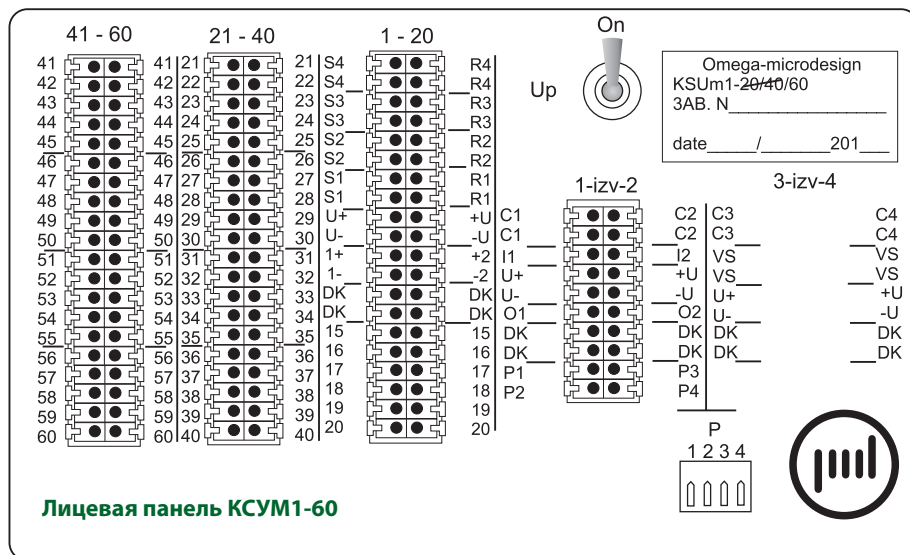 41 - 60
21 - 40
1 - 20
On
Up
Omega-microdesign
KSUm1-20/40/60
ЗАВ. N_________________
date_____/_______201___
1-izv-2
3-izv-4
41 41 21 21 S4 R4
42 42 22 22 S4 R4
43 43 23 23 S3 R3
44 44 24 24 S3 R3
45 45 25 25 S2 R2
46 46 26 26 S2 R2
47 47 27 27 S1 R1
48 48 28 28 S1 R1
49 49 29 29 U+ +U C1 C2 C3 C4
50 50 30 30 U- -U C1 C2 C3 C4
51 51 31 31 1+ +2 I1 I2 VS VS
52 52 32 32 1- -2 U+ +U VS VS
53 53 33 33 DK DK U- -U U+ +U
54 54 34 34 DK DK O1 O2 U- -U
55 55 35 35 15 15 DK DK DK DK
56 56 36 36 16 16 DK DK DK DK
57 57 37 37 17 17 P1 P3
58 58 38 38 18 18 P2 P4
59 59 39 39 19 19
60 60 40 40 20 20
P
1 2 3 4
Лицевая панель КСУМ1-60